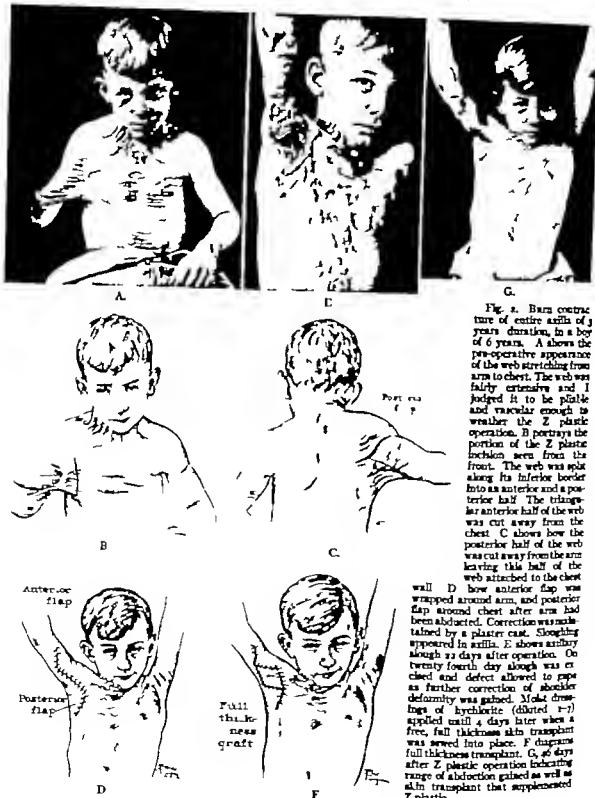 A.
E
G.
B
C.
Anterior
flap
Posterior
flap
D
Full
thick-
ness
graft
F
Fig. 2. Burn contrac
ture of entire axilla of 3
years duration, in a boy
of 6 years. A shows the
pre-operative appearance
of the web stretching from
arm to chest. The web was
fairly extensive and I
judged it to be pliable
and vascular enough to
weather the Z plastic
operation. B portrays the
portion of the Z plastic
incision seen from the
front. The web was split
along its inferior border
into an anterior and a pos-
terior half The triangu-
lar anterior half of the web
was cut away from the
chest C shows how the
posterior half of the web
was cut away from the arm
leaving this half of the
web attached to the chest
wall D how anterior flap was
wrapped around arm, and posterior
flap around chest after arm had
been abducted. Correction was main-
tained by a plaster cast. Sloughing
appeared in axilla. E shows axillary
slough 22 days after operation. On
twenty fourth day slough was ex
cised and defect allowed to gape
as further correction of shoulder
deformity was gained. Moist dress-
ings of hychlorite (diluted 1-7)
applied until 4 days later when a
free, full thickness skin transplant
was sewed into place. F diagrams
full thickness transplant. G, days
after Z plastic operation indicating
range of abduction gained as well as
skin transplant that supplemented
Z plastic